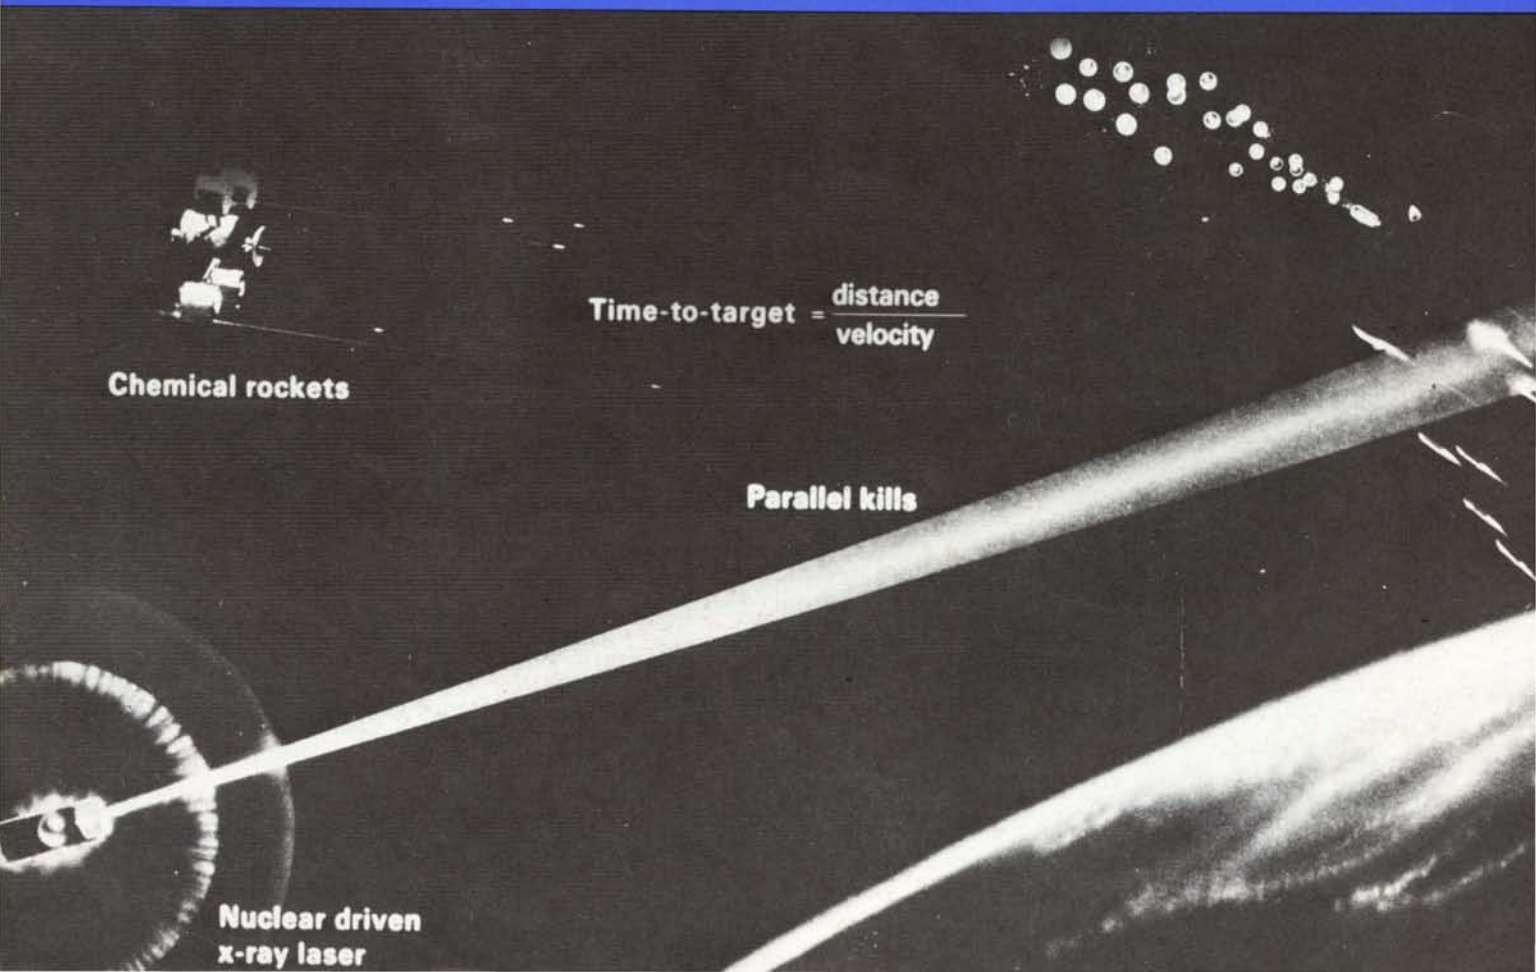 Time-to-target = distance
velocity
Chemical rockets
Parallel kills
Nuclear driven
x-ray laser